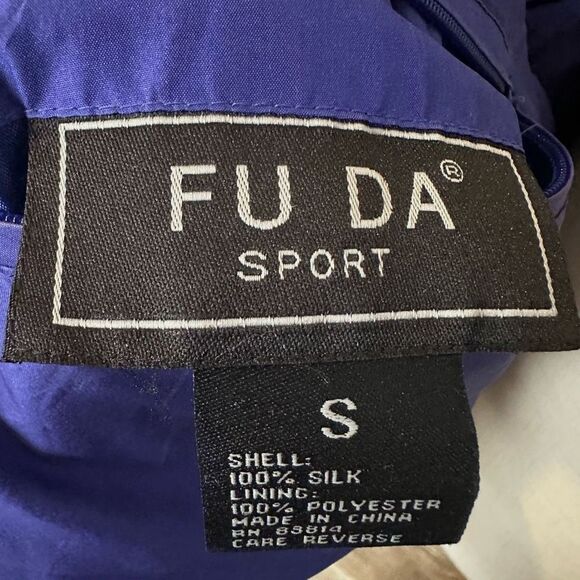 FU DA®
SPORT
S
SHELL:
100% SILK
LINING:
100% POLYESTER
MADE IN CHINA
RN 83814
CARE REVERSE